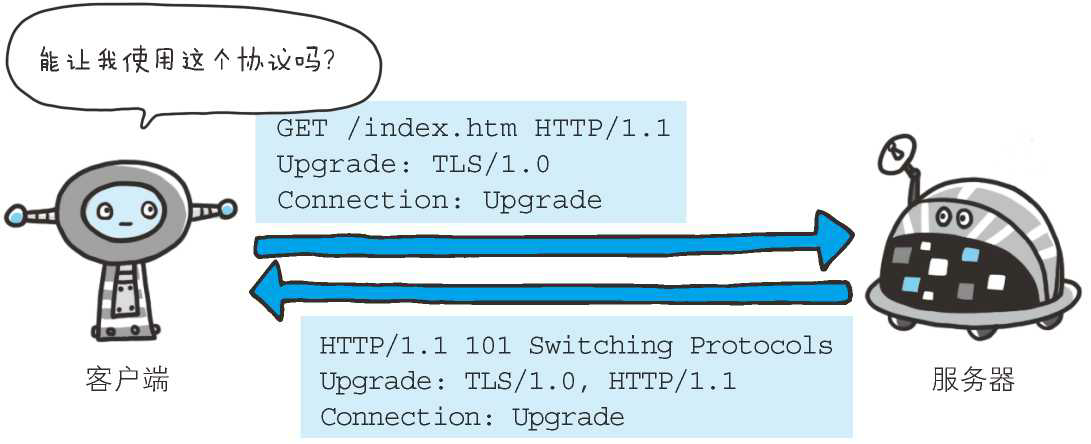 能让我使用这个协议吗?
GET /index.htm HTTP/1.1
Upgrade: TLS/1.0
Connection: Upgrade
HTTP/1.1 101 Switching Protocols
Upgrade: TLS/1.0, HTTP/1.1
Connection: Upgrade
客户端
服务器